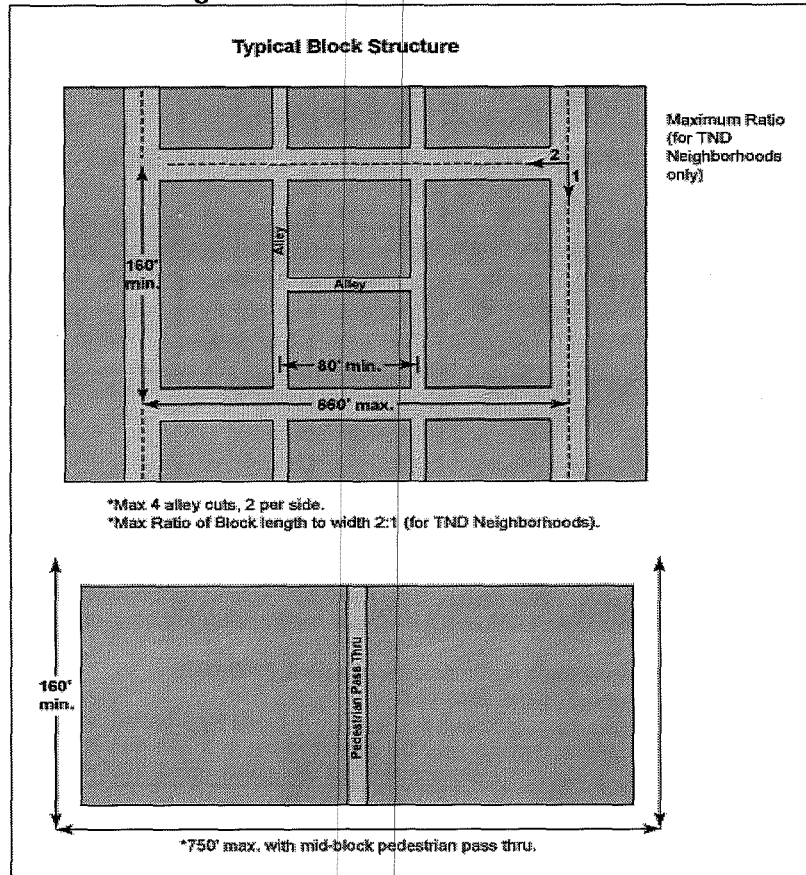 Typical Block Structure
Maximum Ratio
(for TND
Neighborhoods
only)
2
1
160'
min.
Alley
Alley
80' min.
660' max.
*Max 4 alley cuts, 2 per side.
*Max Ratio of Block length to width 2:1 (for TND Neighborhoods).
160'
min.
Pedestrian Pass Thru
*750' max. with mid-block pedestrian pass thru.